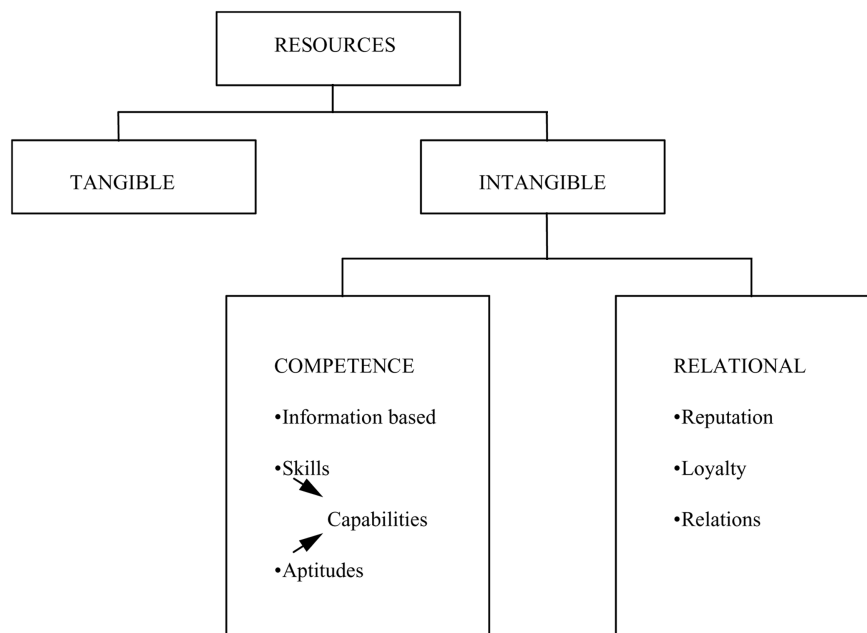 RESOURCES
TANGIBLE
INTANGIBLE
COMPETENCE
•Information based
•Skills
Capabilities
•Aptitudes
RELATIONAL
•Reputation
•Loyalty
•Relations